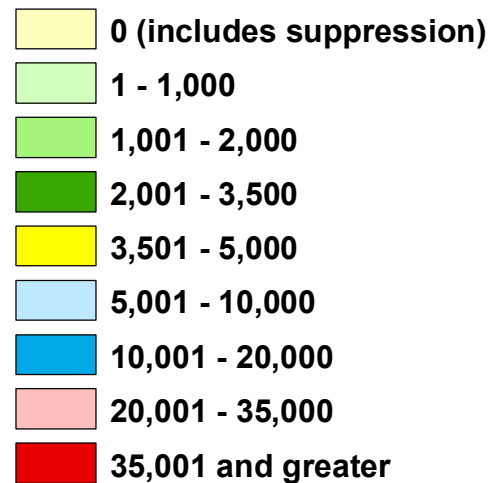 0 (includes suppression)
1 - 1,000
1,001 - 2,000
2,001 - 3,500
3,501 - 5,000
5,001 - 10,000
10,001 - 20,000
20,001 - 35,000
35,001 and greater